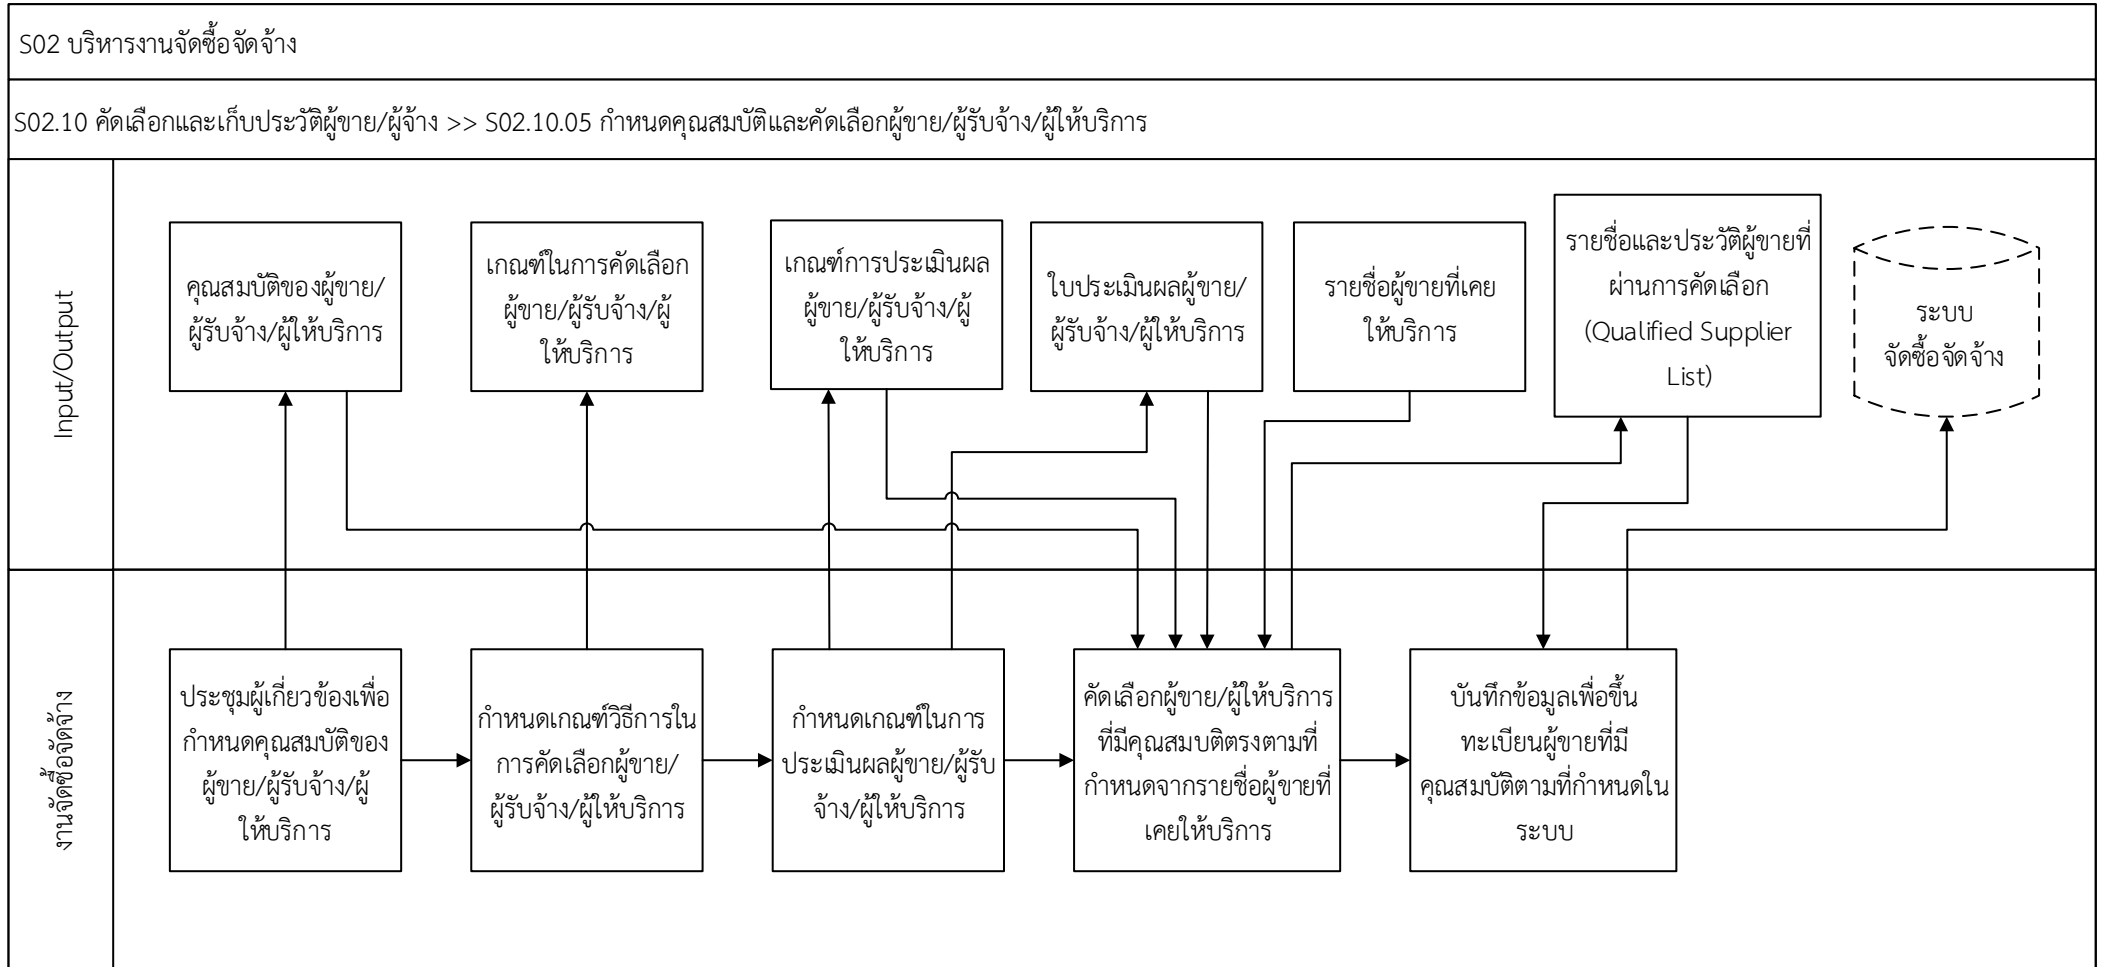 S02 บริหารงานจัดซื้อจัดจ้าง
S02.10 คัดเลือกและเก็บประวัติผู้ขาย/ผู้จ้าง >> S02.10.05 กำหนดคุณสมบัติและคัดเลือกผู้ขาย/ผู้รับจ้าง/ผู้ให้บริการ
Input/Output
คุณสมบัติของผู้ขาย/
ผู้รับจ้าง/ผู้ให้บริการ
เกณฑ์ในการคัดเลือก
ผู้ขาย/ผู้รับจ้าง/ผู้
ให้บริการ
เกณฑ์การประเมินผล
ผู้ขาย/ผู้รับจ้าง/ผู้
ให้บริการ
ใบประเมินผลผู้ขาย/
ผู้รับจ้าง/ผู้ให้บริการ
รายชื่อผู้ขายที่เคย
ให้บริการ
รายชื่อและประวัติผู้ขายที่
ผ่านการคัดเลือก
(Qualified Supplier
List)
ระบบ
จัดซื้อจัดจ้าง
งานจัดซื้อจัดจ้าง
ประชุมผู้เกี่ยวข้องเพื่อ
กำหนดคุณสมบัติของ
ผู้ขาย/ผู้รับจ้าง/ผู้
ให้บริการ
กำหนดเกณฑ์วิธีการใน
การคัดเลือกผู้ขาย/
ผู้รับจ้าง/ผู้ให้บริการ
กำหนดเกณฑ์ในการ
ประเมินผลผู้ขาย/ผู้รับ
จ้าง/ผู้ให้บริการ
คัดเลือกผู้ขาย/ผู้ให้บริการ
ที่มีคุณสมบติตรงตามที่
กำหนดจากรายชื่อผู้ขายที่
เคยให้บริการ
บันทึกข้อมูลเพื่อขึ้น
ทะเบียนผู้ขายที่มี
คุณสมบัติตามที่กำหนดใน
ระบบ